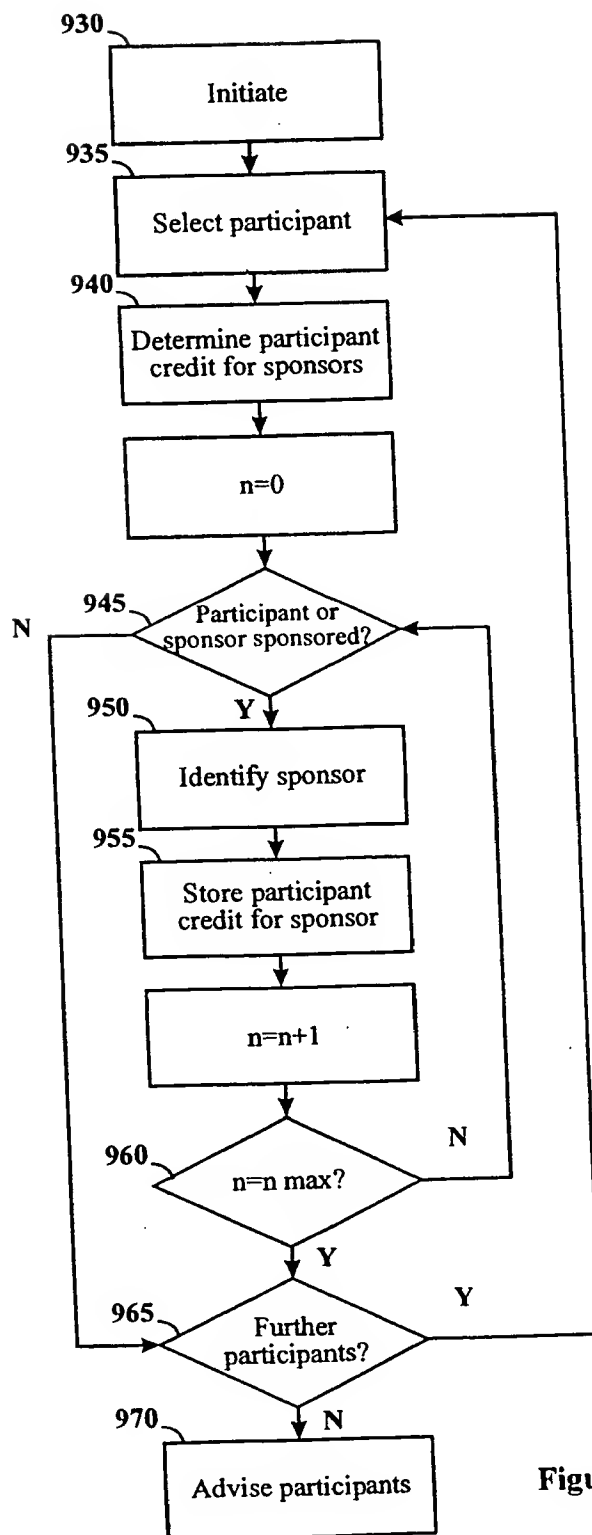 930
Initiate
935
Select participant
940
Determine participant
credit for sponsors
n=0
945
N
Participant or
sponsor sponsored?
Y
950
Identify sponsor
955
Store participant
credit for sponsor
n=n+1
960
N
n=n max?
Y
Y
965
Further
participants?
N
970
Advise participants